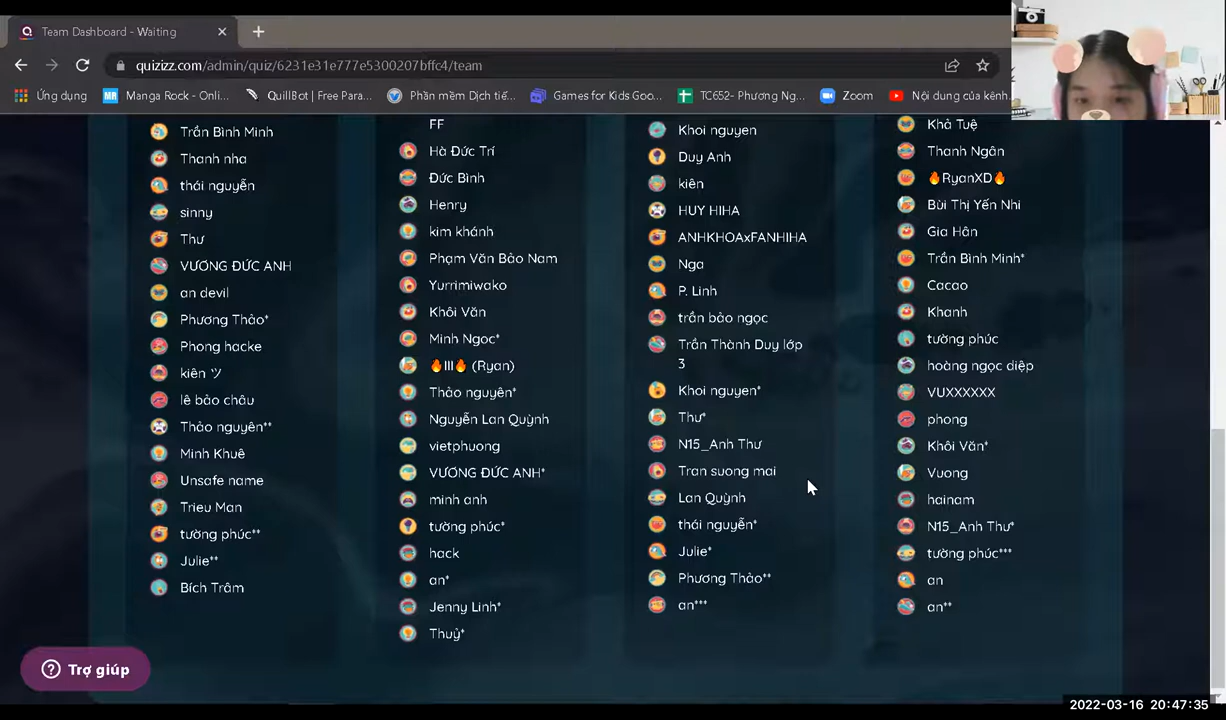 Team Dashboard - Waiting
quizizz.com/admin/quiz/6231e31e777e5300207bffc4/team
Ứng dụng
MR
Manga Rock - Onli...
QuillBot | Free Para...
Phần mềm Dịch tiế...
Games for Kids Goo...
TC652- Phương Ng...
Zoom
Nội dung của kênh
Trần Bình Minh
Thanh nha
thái nguyễn
sinny
Thư
VƯƠNG ĐỨC ANH
an devil
Phương Thảo*
Phong hacke
kiên ツ
lê bảo châu
Thảo nguyên**
Minh Khuê
Unsafe name
Trieu Man
tường phúc**
Julie**
Bích Trâm
FF
Hà Đức Trí
Đức Bình
Henry
kim khánh
Phạm Văn Bảo Nam
Yurrimiwako
Khôi Văn
Minh Ngọc*
🔥III🔥 (Ryan)
Thảo nguyên*
Nguyễn Lan Quỳnh
vietphuong
VƯƠNG ĐỨC ANH*
minh anh
tường phúc*
hack
an*
Jenny Linh*
Thuỷ*
Khoi nguyen
Duy Anh
kiên
HUY HIHA
ANHKHOAxFANHIHA
Nga
P. Linh
trần bảo ngọc
Trần Thành Duy lớp
3
Khoi nguyen*
Thư*
N15_Anh Thư
Tran suong mai
Lan Quỳnh
thái nguyễn*
Julie*
Phương Thảo**
an***
Khả Tuệ
Thanh Ngân
🔥RyanXD🔥
Bùi Thị Yến Nhi
Gia Hân
Trần Bình Minh*
Cacao
Khanh
tường phúc
hoàng ngọc diệp
VUXXXXXX
phong
Khôi Văn*
Vuong
hainam
N15_Anh Thư*
tường phúc***
an
an**
Trợ giúp
2022-03-16 20:47:35